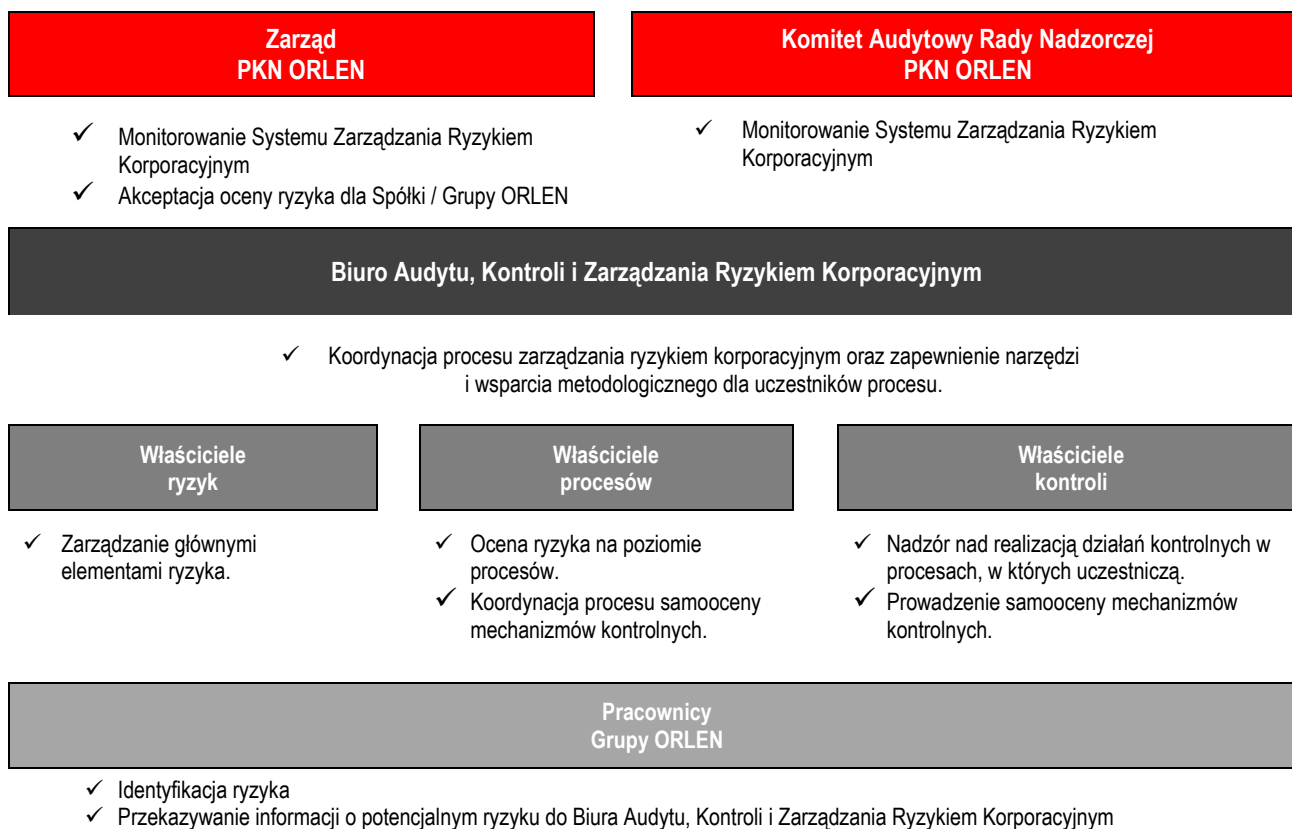 Zarząd
PKN ORLEN
Komitet Audytowy Rady Nadzorczej
PKN ORLEN
✓ Monitorowanie Systemu Zarządzania Ryzykiem
Korporacyjnym
✓ Akceptacja oceny ryzyka dla Spółki / Grupy ORLEN
✓ Monitorowanie Systemu Zarządzania Ryzykiem
Korporacyjnym
Biuro Audytu, Kontroli i Zarządzania Ryzykiem Korporacyjnym
✓ Koordynacja procesu zarządzania ryzykiem korporacyjnym oraz zapewnienie narzędzi
i wsparcia metodologicznego dla uczestników procesu.
Właściciele
ryzyk
✓ Zarządzanie głównymi
elementami ryzyka.
Właściciele
procesów
✓ Ocena ryzyka na poziomie
procesów.
✓ Koordynacja procesu samooceny
mechanizmów kontrolnych.
Właściciele
kontroli
✓ Nadzór nad realizacją działań kontrolnych w
procesach, w których uczestniczą.
✓ Prowadzenie samooceny mechanizmów
kontrolnych.
Pracownicy
Grupy ORLEN
✓ Identyfikacja ryzyka
✓ Przekazywanie informacji o potencjalnym ryzyku do Biura Audytu, Kontroli i Zarządzania Ryzykiem Korporacyjnym